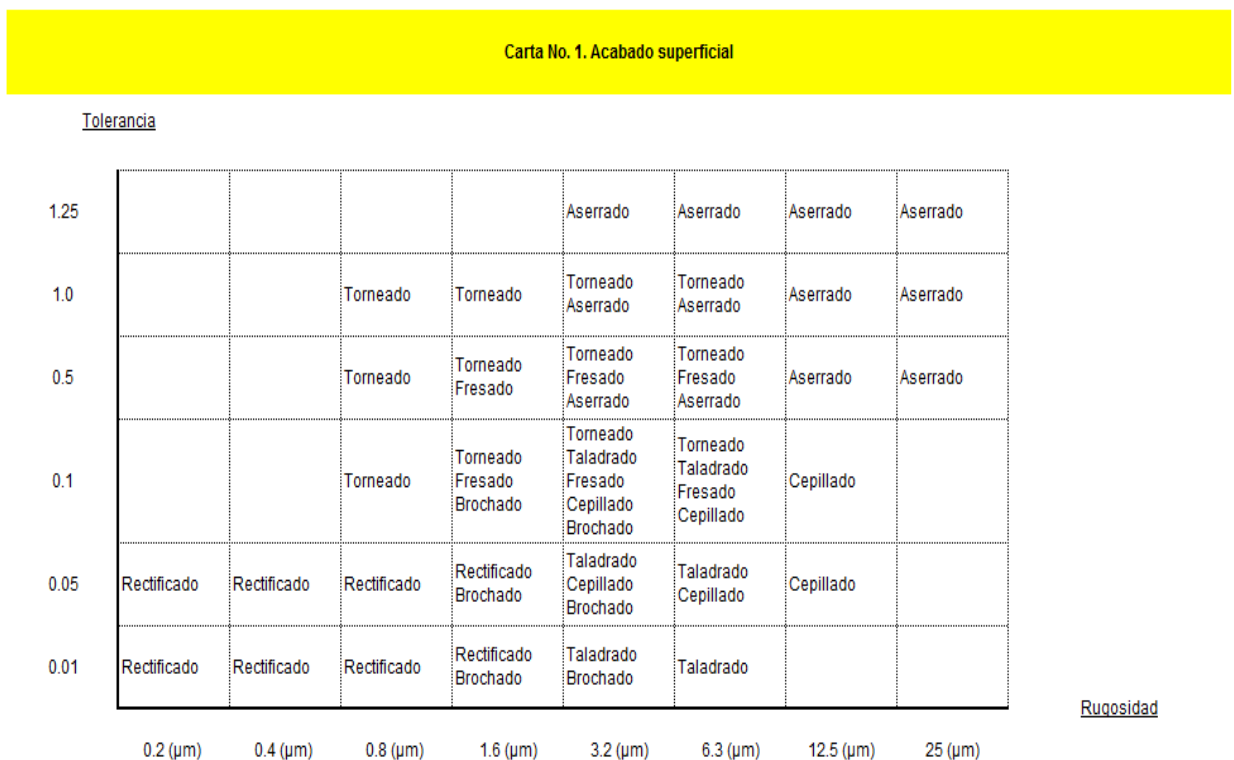 Carta No. 1. Acabado superficial
Tolerancia
1.25
Aserrado
Aserrado
Aserrado
Aserrado
1.0
Torneado
Torneado
Torneado
Aserrado
Torneado
Aserrado
Aserrado
Aserrado
0.5
Torneado
Torneado
Fresado
Torneado
Fresado
Aserrado
Torneado
Fresado
Aserrado
Aserrado
Aserrado
0.1
Torneado
Torneado
Fresado
Brochado
Torneado
Taladrado
Fresado
Cepillado
Brochado
Torneado
Taladrado
Fresado
Cepillado
Cepillado
0.05
Rectificado
Rectificado
Rectificado
Rectificado
Brochado
Taladrado
Cepillado
Brochado
Taladrado
Cepillado
Cepillado
0.01
Rectificado
Rectificado
Rectificado
Rectificado
Brochado
Taladrado
Brochado
Taladrado
Rugosidad
0.2 (µm)
0.4 (µm)
0.8 (µm)
1.6 (µm)
3.2 (µm)
6.3 (µm)
12.5 (µm)
25 (µm)